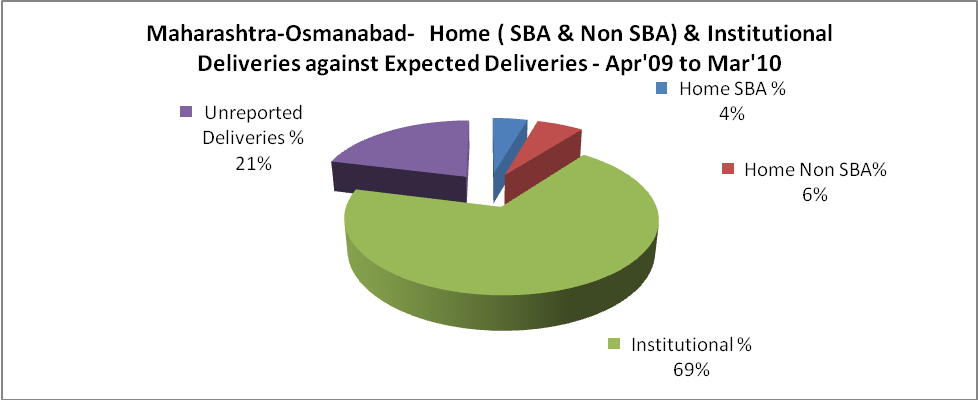 Maharashtra-Osmanabad- Home ( SBA & Non SBA) & Institutional
Deliveries against Expected Deliveries - Apr'09 to Mar'10
Home SBA %
4%
Unreported
Deliveries %
21%
Home Non SBA%
6%
Institutional %
69%